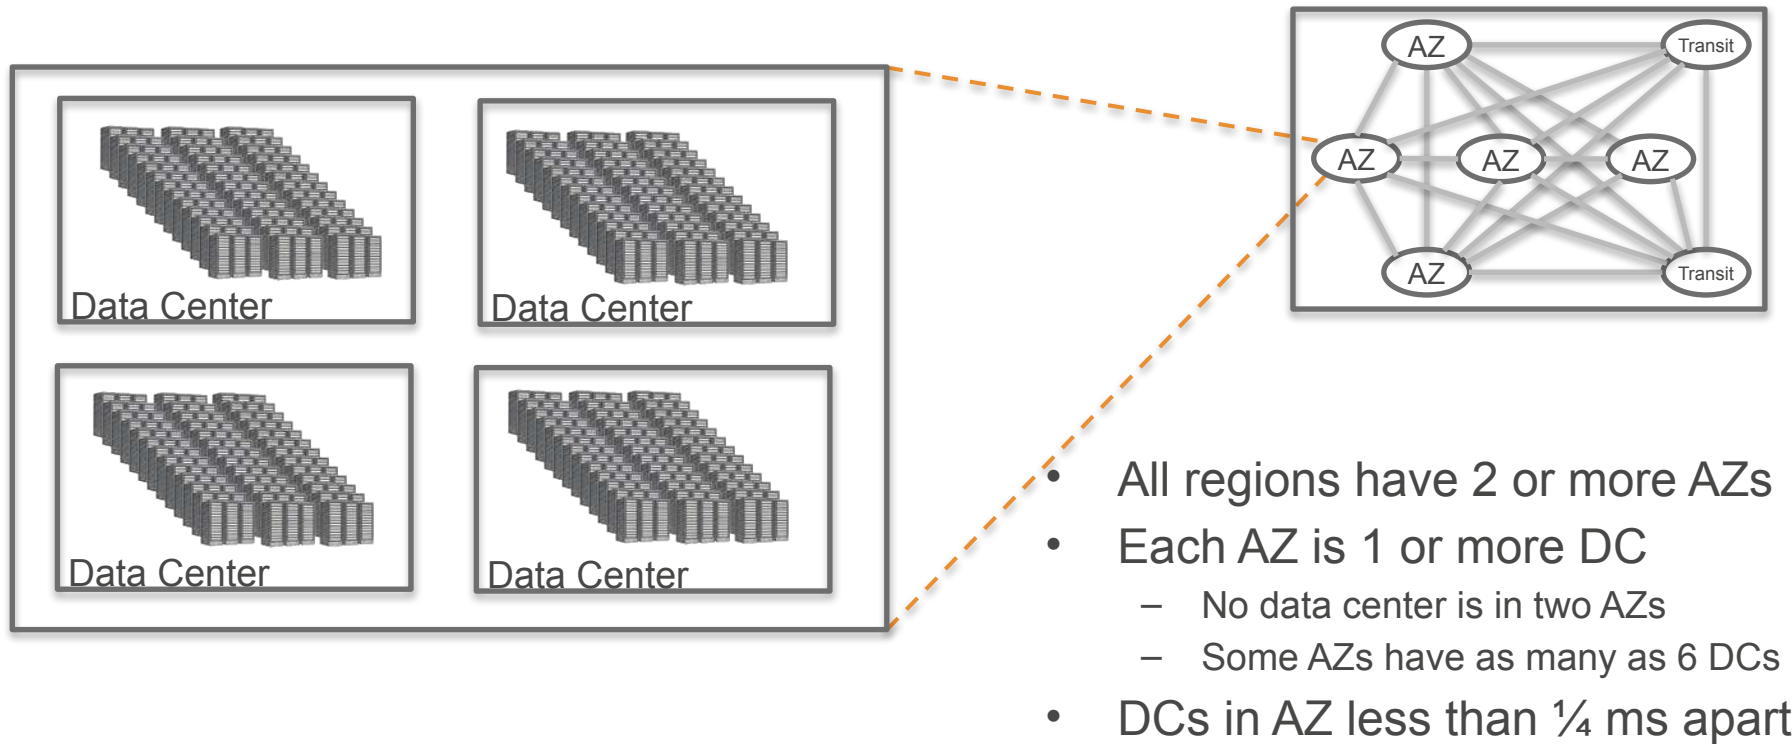 Data Center
Data Center
Data Center
Data Center
AZ
Transit
AZ
AZ
AZ
AZ
Transit
• All regions have 2 or more AZs
• Each AZ is 1 or more DC
– No data center is in two AZs
– Some AZs have as many as 6 DCs
• DCs in AZ less than ¼ ms apart